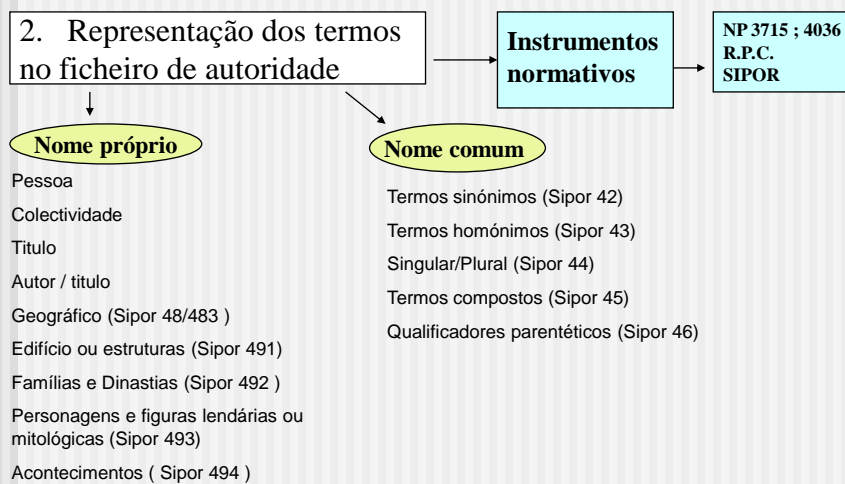 2. Representação dos termos
no ficheiro de autoridade
Instrumentos
normativos
NP 3715 ; 4036
R.P.C.
SIPOR
Nome próprio
Pessoa
Colectividade
Titulo
Autor / titulo
Geográfico (Sipor 48/483 )
Edifício ou estruturas (Sipor 491)
Famílias e Dinastias (Sipor 492 )
Personagens e figuras lendárias ou
mitológicas (Sipor 493)
Acontecimentos ( Sipor 494 )
Nome comum
Termos sinónimos (Sipor 42)
Termos homónimos (Sipor 43)
Singular/Plural (Sipor 44)
Termos compostos (Sipor 45)
Qualificadores parentéticos (Sipor 46)